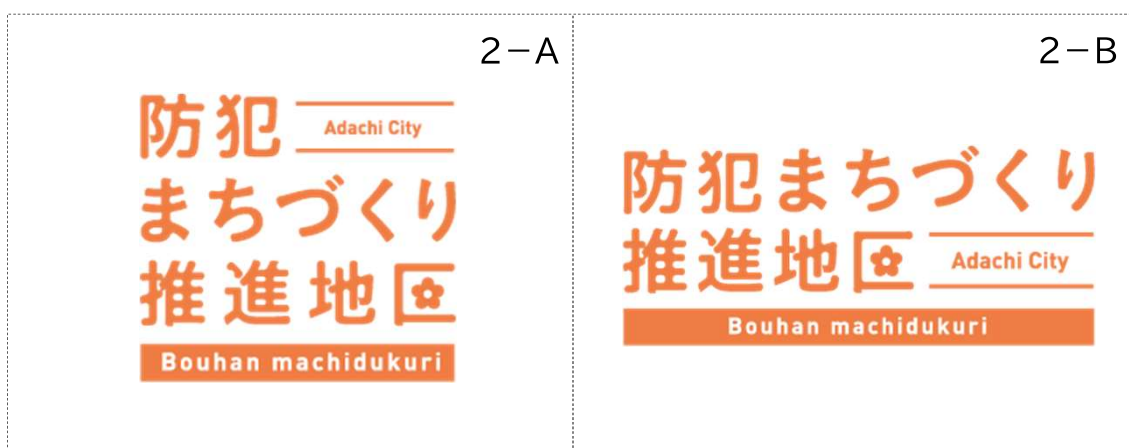 2-A
防犯
Adachi City
まちづくり
推進地区
Bouhan machidukuri
2-B
防犯まちづくり
推進地区
Adachi City
Bouhan machidukuri